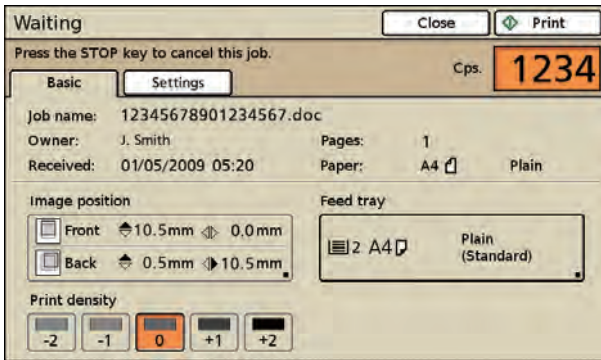 Waiting Close Print
Press the STOP key to cancel this job.
Cps. 1234
Basic Settings
Job name: 12345678901234567.doc
Owner: J. Smith Pages: 1
Received: 01/05/2009 05:20 Paper: A4 Plain
Image position Feed tray
Front 10.5mm 0.0mm
Back 0.5mm 10.5mm
2 A4 Plain
(Standard)
Print density
-2 -1 0 +1 +2